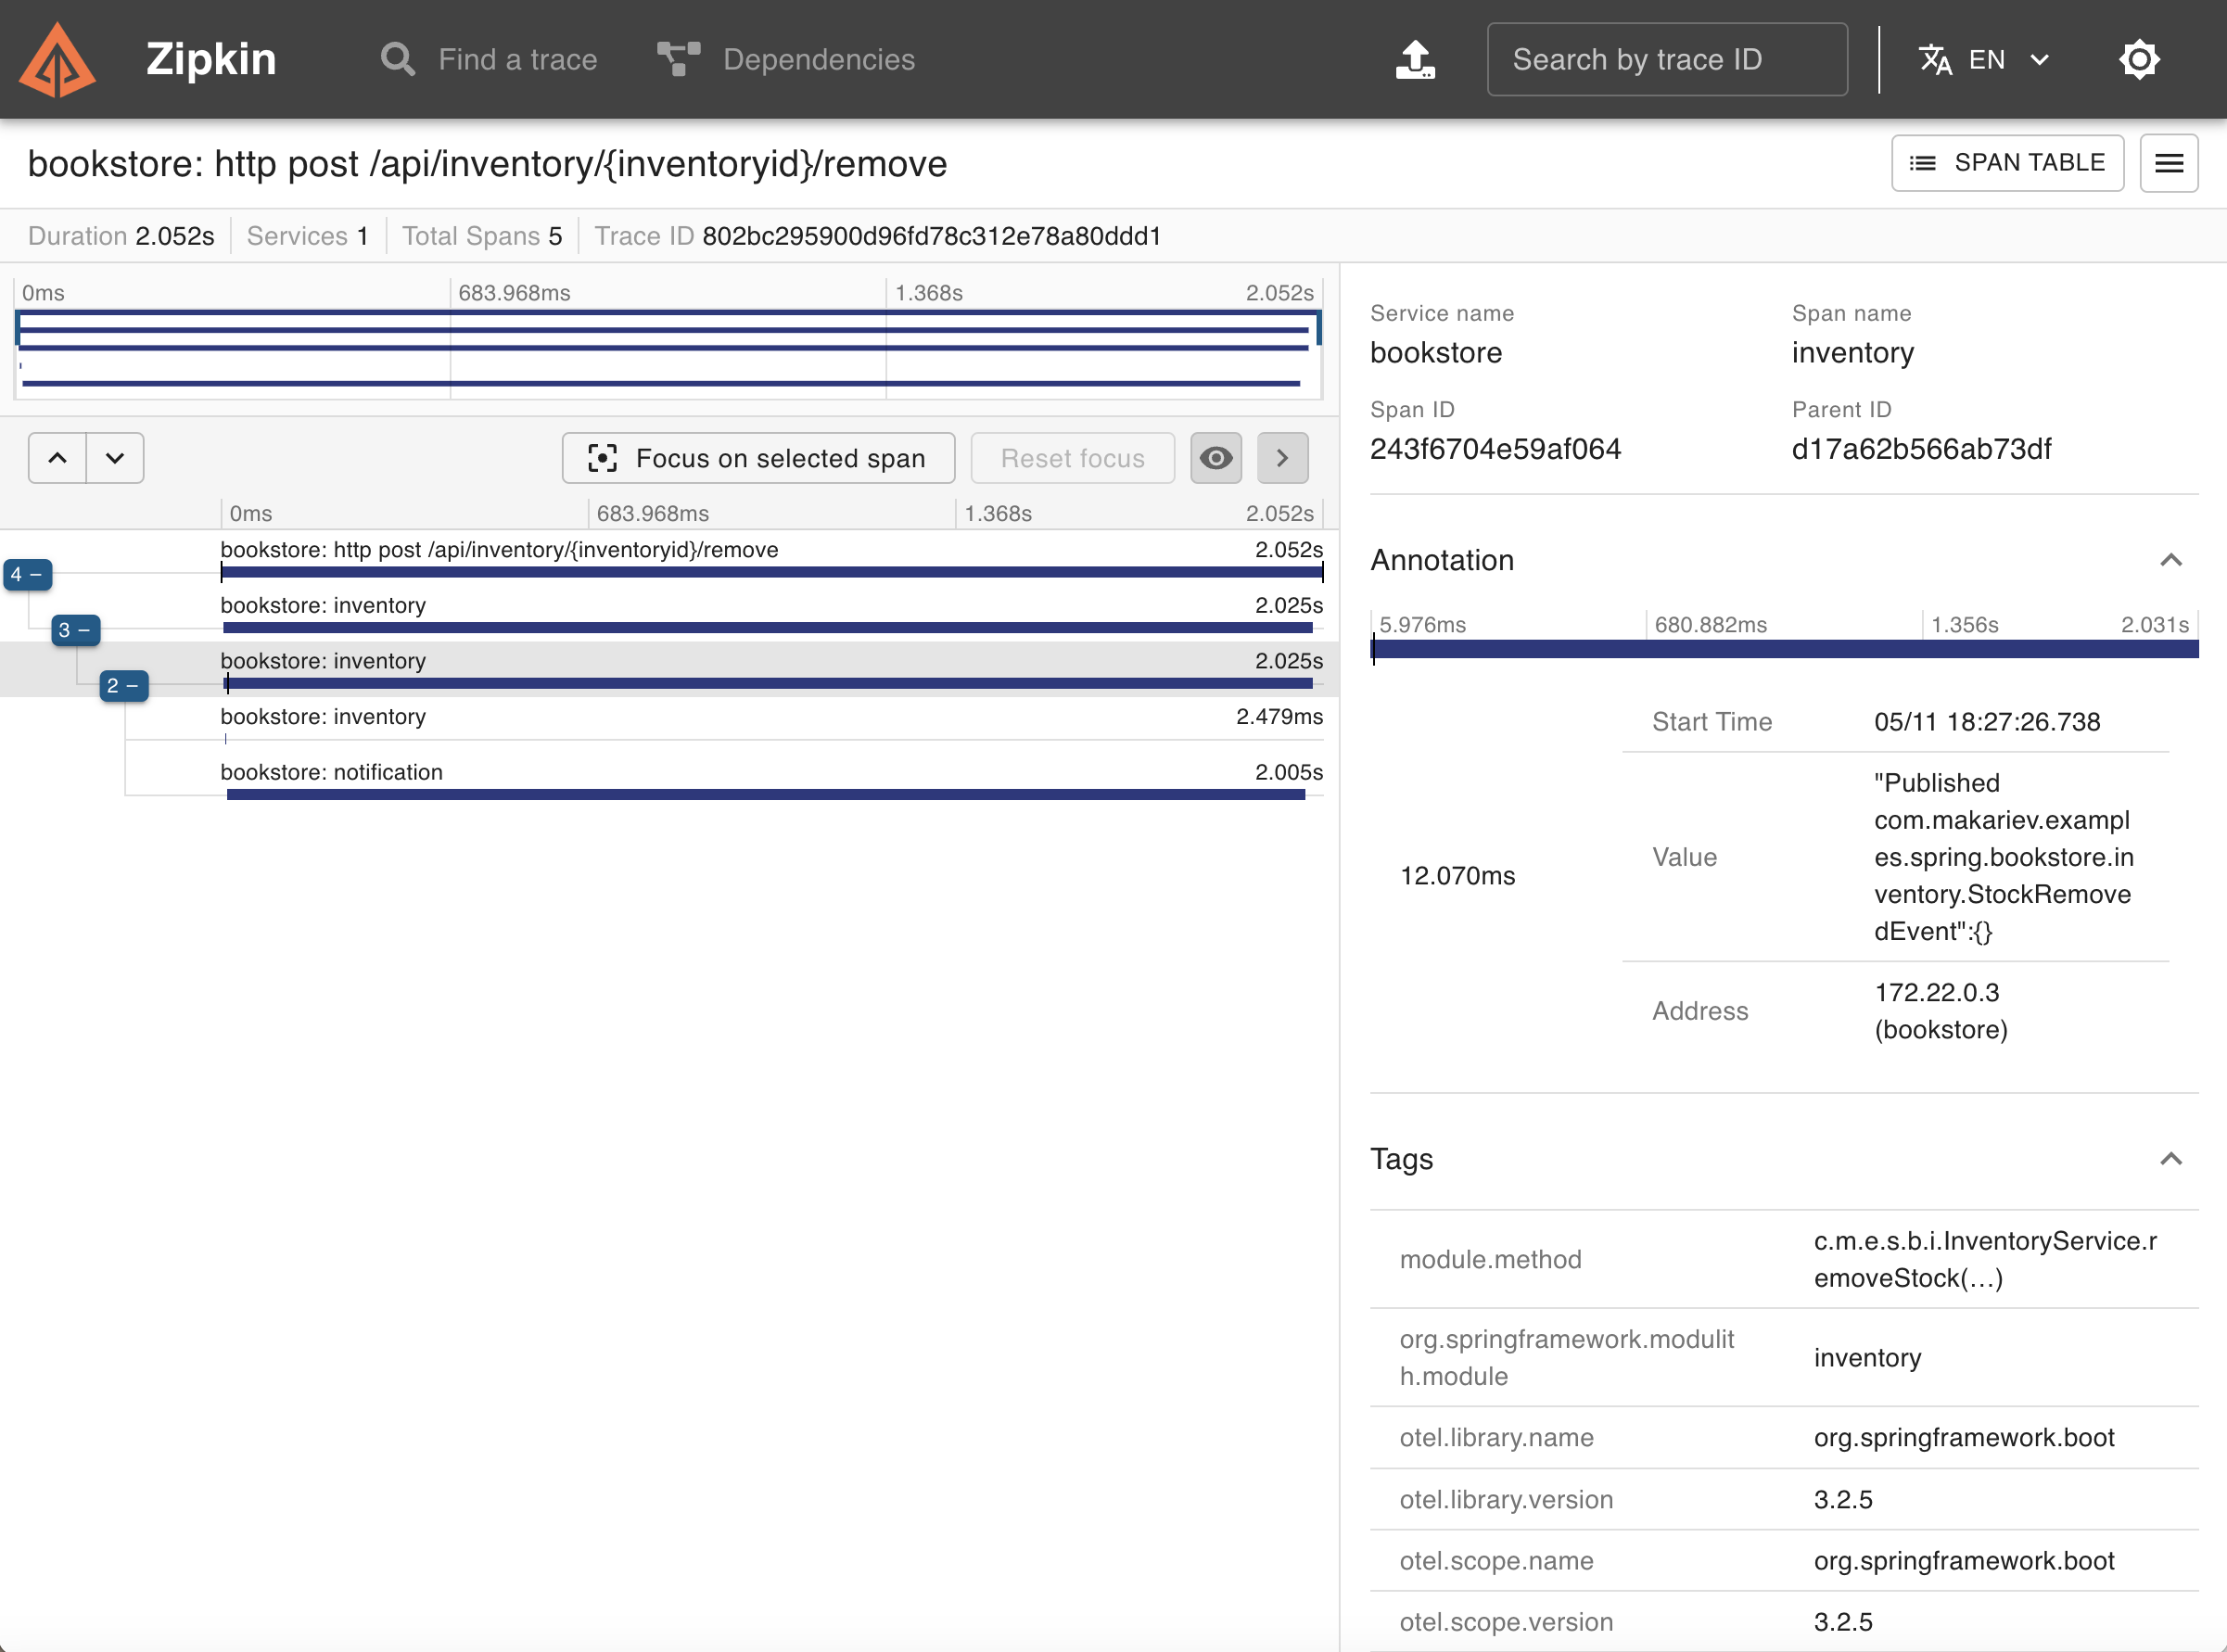 Zipkin
Find a trace
Dependencies
Search by trace ID
EN
bookstore: http post /api/inventory/{inventoryid}/remove
SPAN TABLE
Duration 2.052s
Services 1
Total Spans 5
Trace ID 802bc295900d96fd78c312e78a80ddd1
0ms 683.968ms 1.368s 2.052s
Focus on selected span
Reset focus
0ms 683.968ms 1.368s 2.052s
bookstore: http post /api/inventory/{inventoryid}/remove 2.052s
4 –
bookstore: inventory 2.025s
3 –
bookstore: inventory 2.025s
2 –
bookstore: inventory 2.479ms
bookstore: notification 2.005s
Service name
bookstore
Span name
inventory
Span ID
243f6704e59af064
Parent ID
d17a62b566ab73df
Annotation
5.976ms 680.882ms 1.356s 2.031s
12.070ms
Start Time
05/11 18:27:26.738
Value
"Published
com.makariev.exampl
es.spring.bookstore.in
ventory.StockRemove
dEvent":{}
Address
172.22.0.3
(bookstore)
Tags
module.method
c.m.e.s.b.i.InventoryService.r
emoveStock(…)
org.springframework.modulit
h.module
inventory
otel.library.name
org.springframework.boot
otel.library.version
3.2.5
otel.scope.name
org.springframework.boot
otel.scope.version
3.2.5